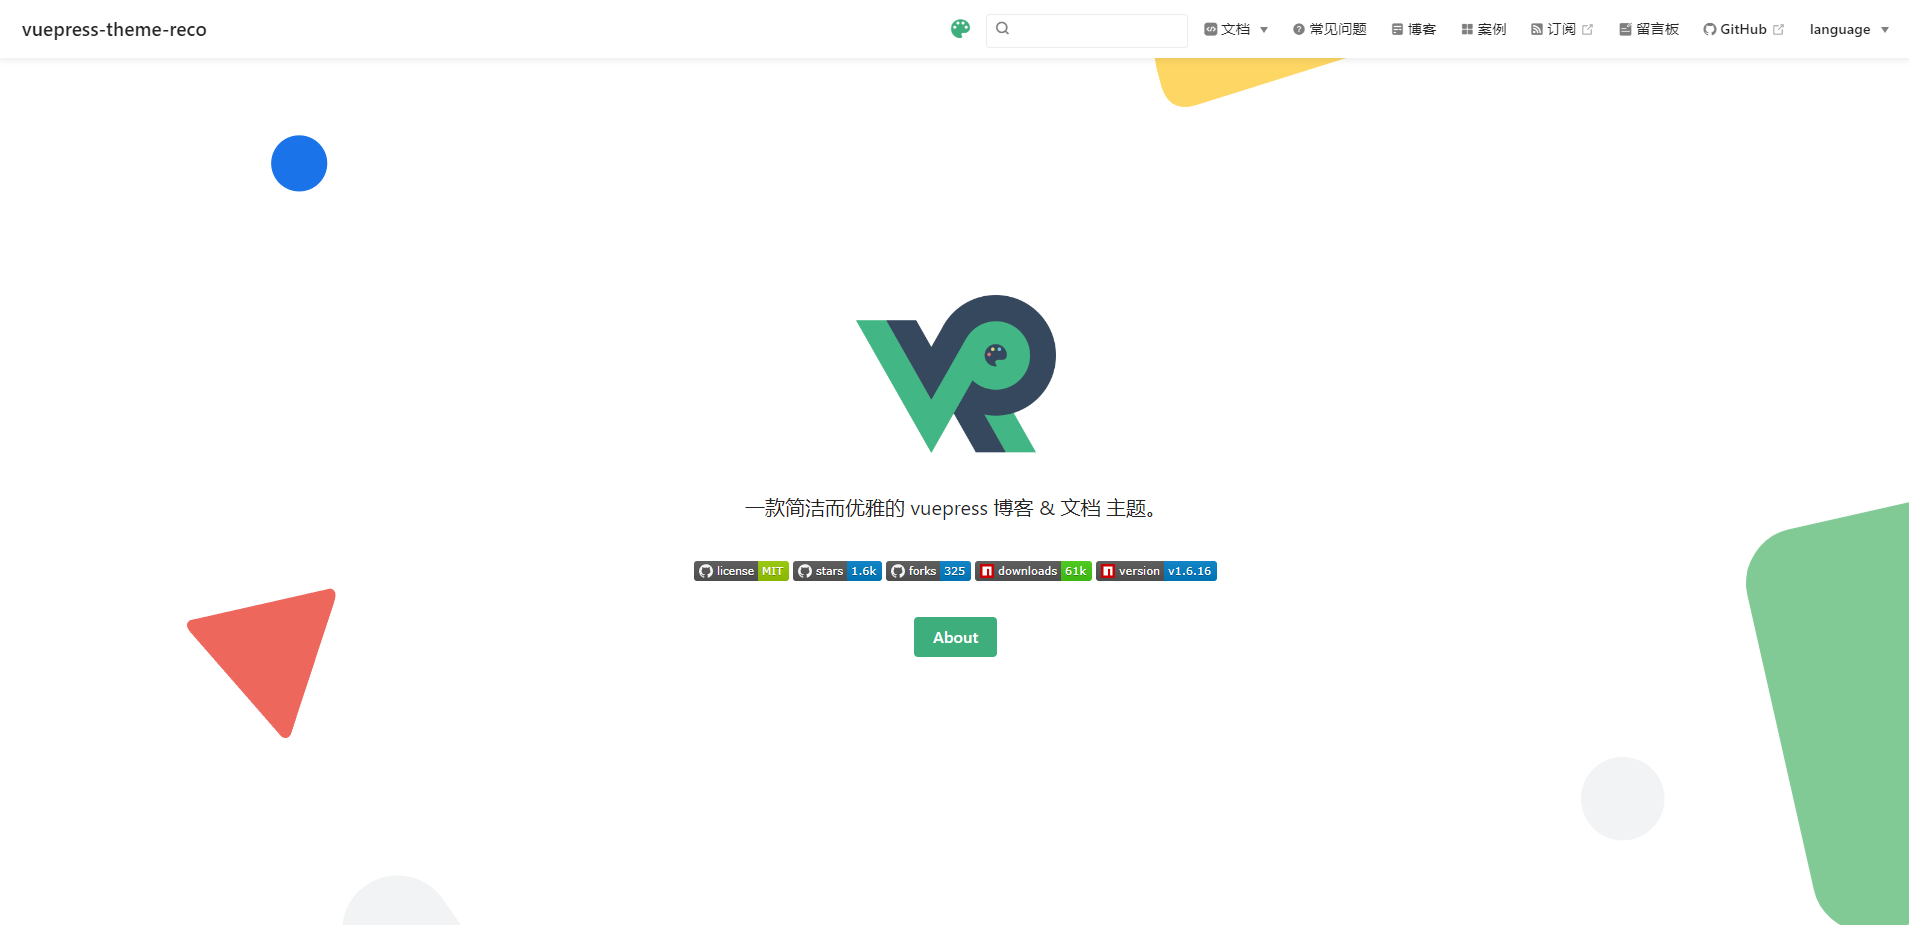 vuepress-theme-reco 文档 常见问题 博客 案例 订阅 留言板 GitHub language
一款简洁而优雅的 vuepress 博客 & 文档 主题。
license MIT stars 1.6k forks 325 downloads 61k version v1.6.16
About